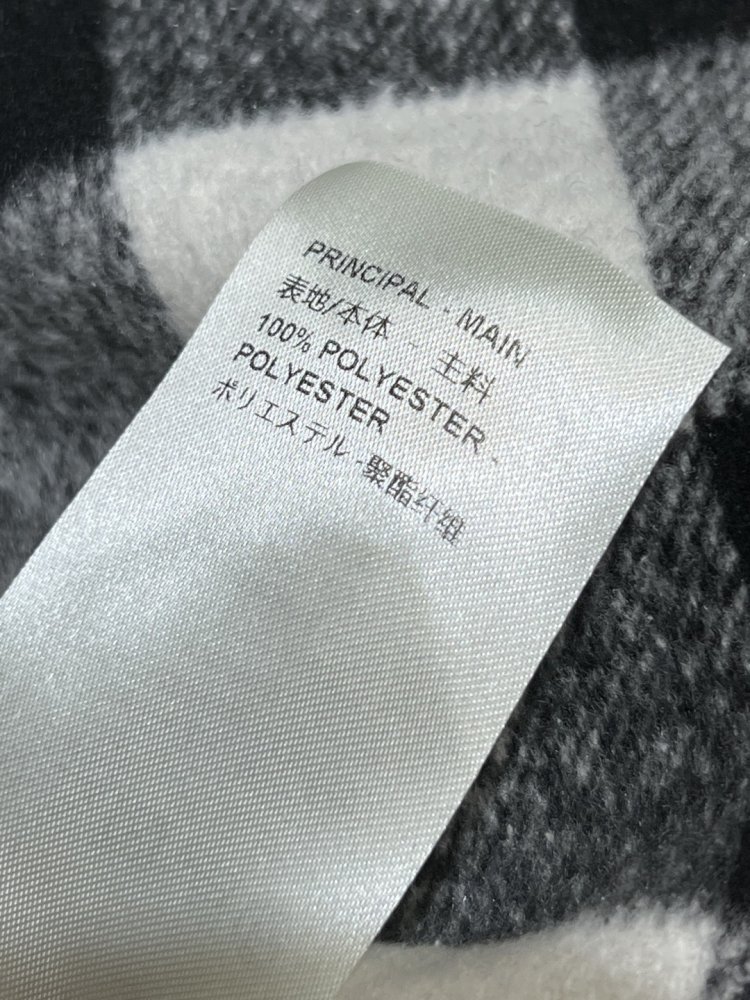 PRINCIPAL - MAIN
表地/本体 - 主料
100% POLYESTER -
POLYESTER
ポリエステル -聚酯纤维